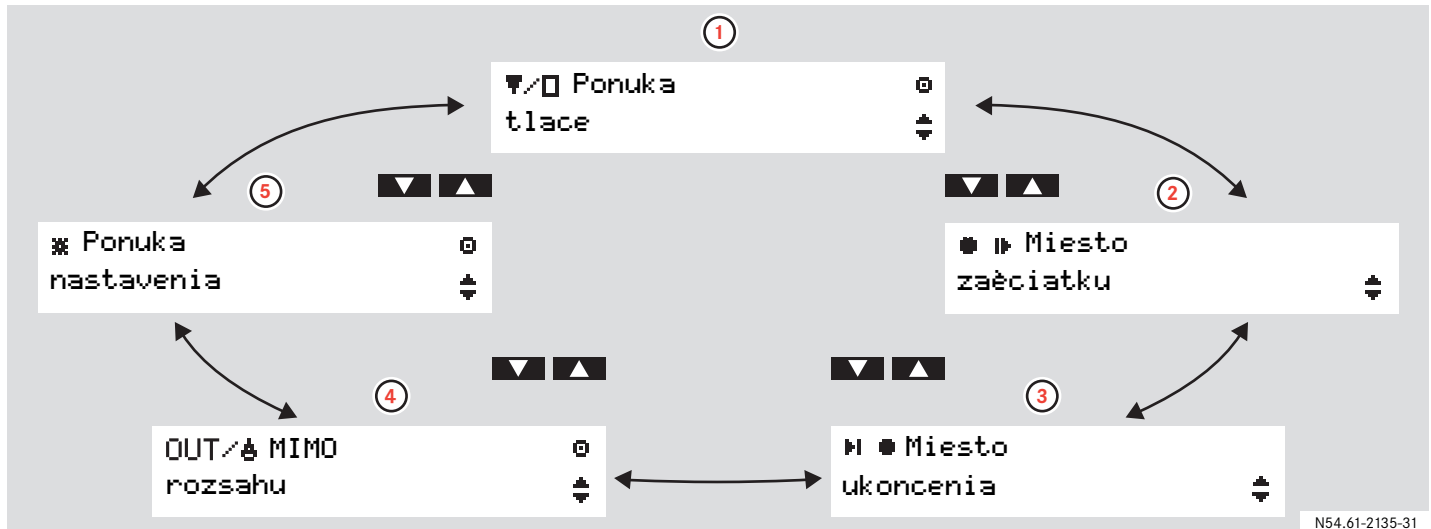 1
▼/□ Ponuka
tlace
5
2
Ponuka
nastavenia
Miesto
zaèciatku
4
3
OUT/ MIMO
rozsahu
Miesto
ukoncenia
N54.61-2135-31